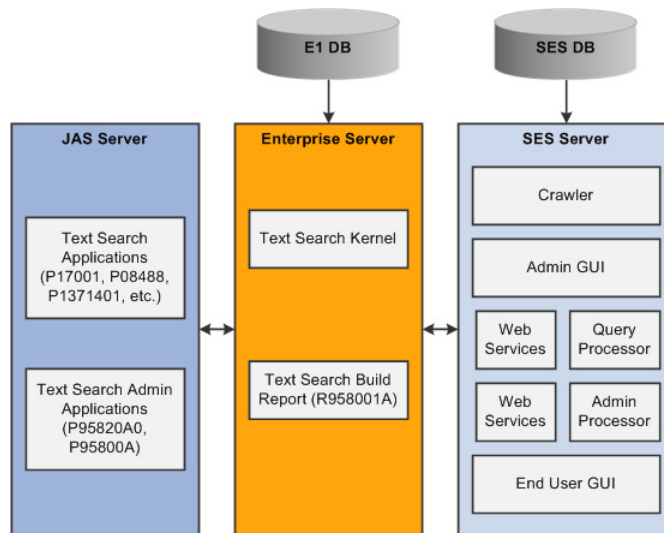 E1 DB
SES DB
JAS Server
Enterprise Server
SES Server
Text Search
Applications
(P17001, P08488,
P1371401, etc.)
Text Search Admin
Applications
(P95820A0,
P95800A)
Text Search Kernel
Text Search Build
Report (R958001A)
Crawler
Admin GUI
Web
Services
Query
Processor
Web
Services
Admin
Processor
End User GUI